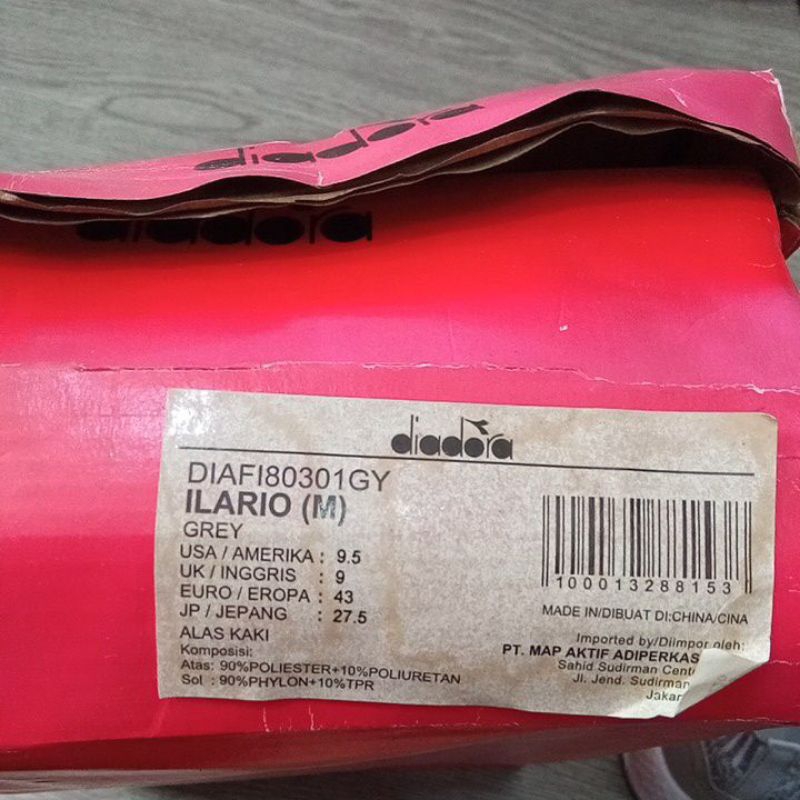 diadora
diadora
diadora
DIAFI80301GY
ILARIO (M)
GREY
USA / AMERIKA : 9.5
UK / INGGRIS : 9
EURO / EROPA : 43
JP / JEPANG : 27.5
ALAS KAKI
Komposisi:
Atas: 90%POLIESTER+10%POLIURETAN
Sol : 90%PHYLON+10%TPR
100013288153
MADE IN/DIBUAT DI:CHINA/CINA
Imported by/Diimpor oleh:
PT. MAP AKTIF ADIPERKAS
Sahid Sudirman Cent
Jl. Jend. Sudirman
Jakar